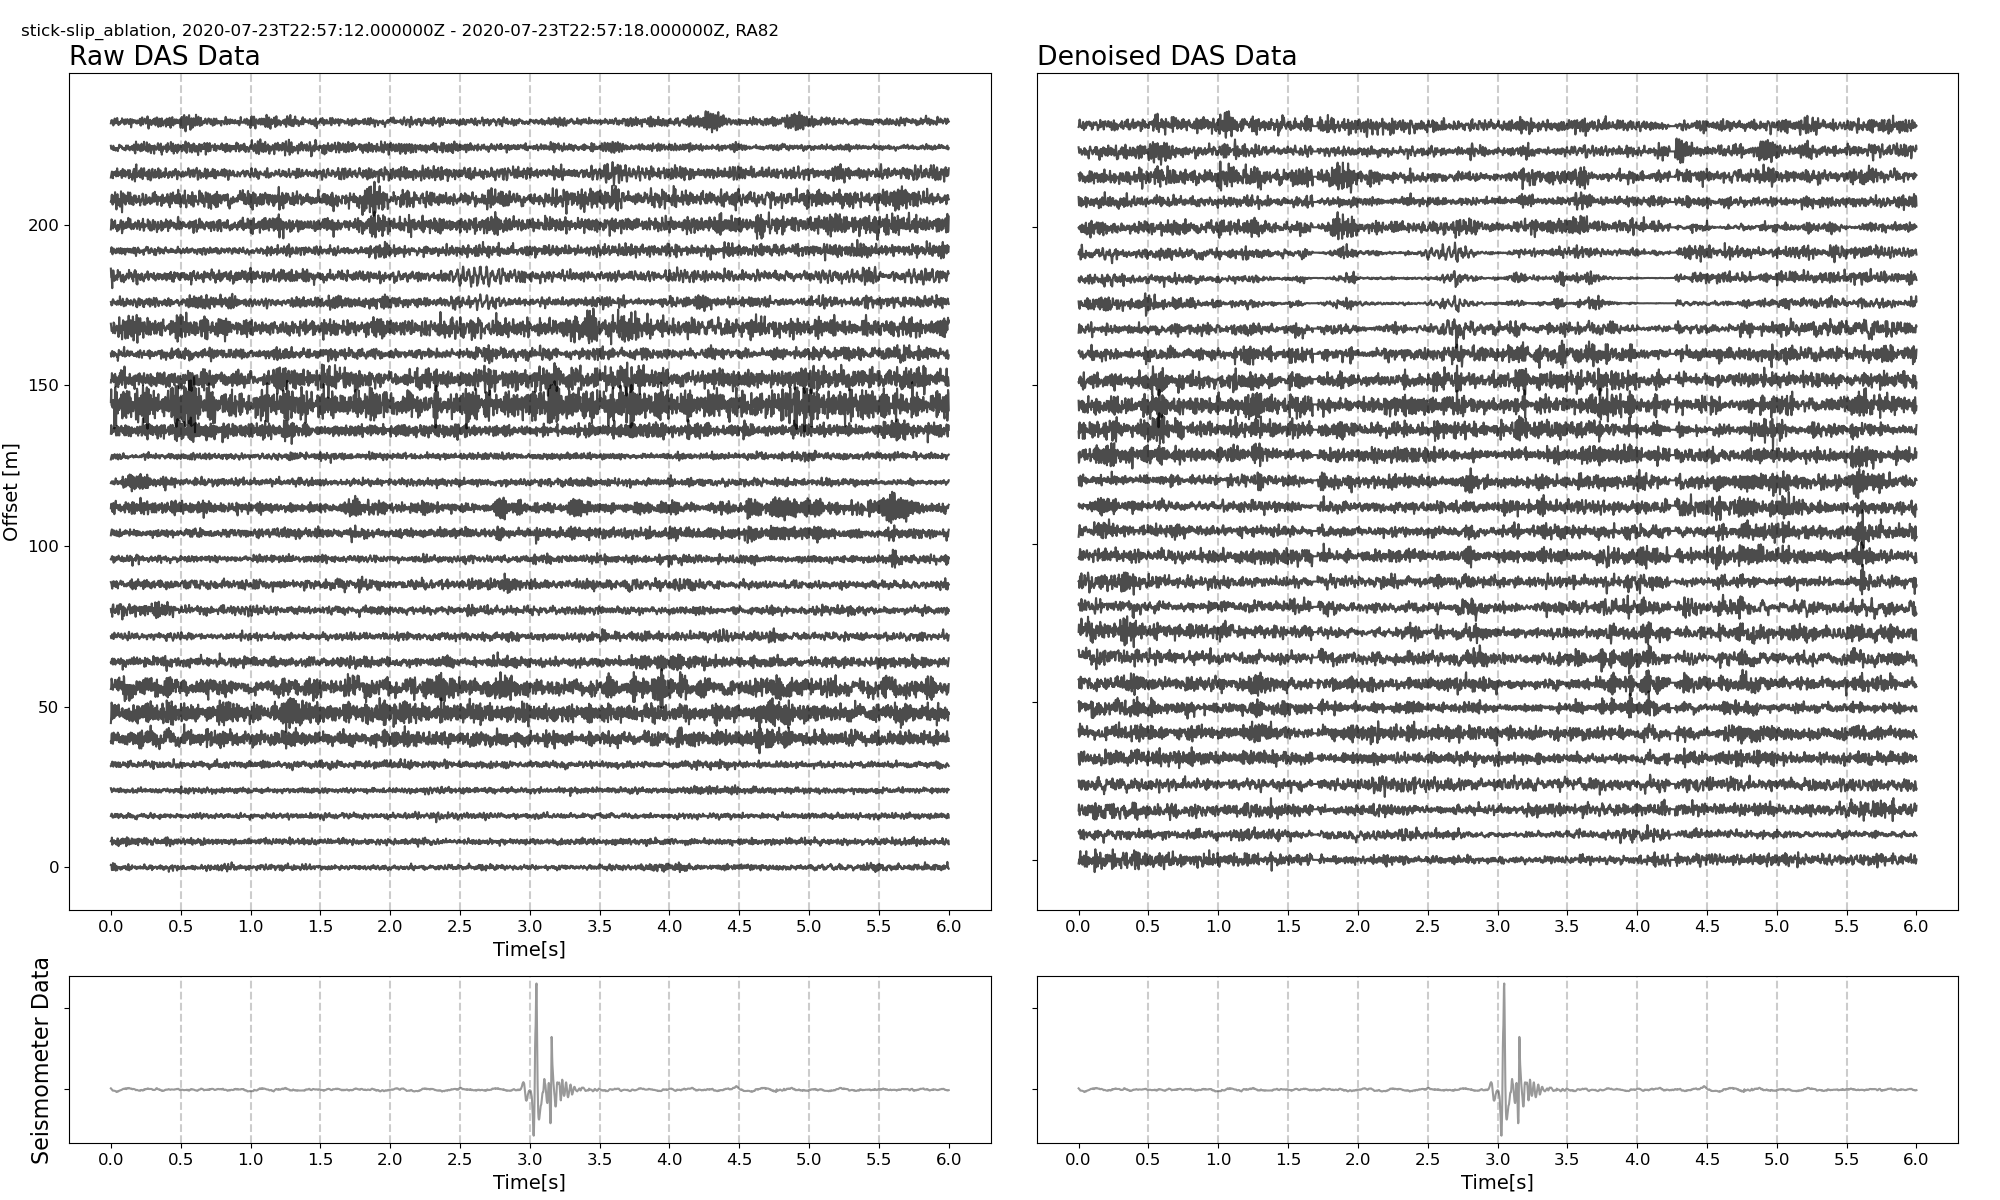 stick-slip_ablation, 2020-07-23T22:57:12.000000Z - 2020-07-23T22:57:18.000000Z, RA82
Raw DAS Data
Denoised DAS Data
Offset [m]
200
150
100
50
0
0.0 0.5 1.0 1.5 2.0 2.5 3.0 3.5 4.0 4.5 5.0 5.5 6.0
Time[s]
0.0 0.5 1.0 1.5 2.0 2.5 3.0 3.5 4.0 4.5 5.0 5.5 6.0
Seismometer Data
0.0 0.5 1.0 1.5 2.0 2.5 3.0 3.5 4.0 4.5 5.0 5.5 6.0
Time[s]
0.0 0.5 1.0 1.5 2.0 2.5 3.0 3.5 4.0 4.5 5.0 5.5 6.0
Time[s]